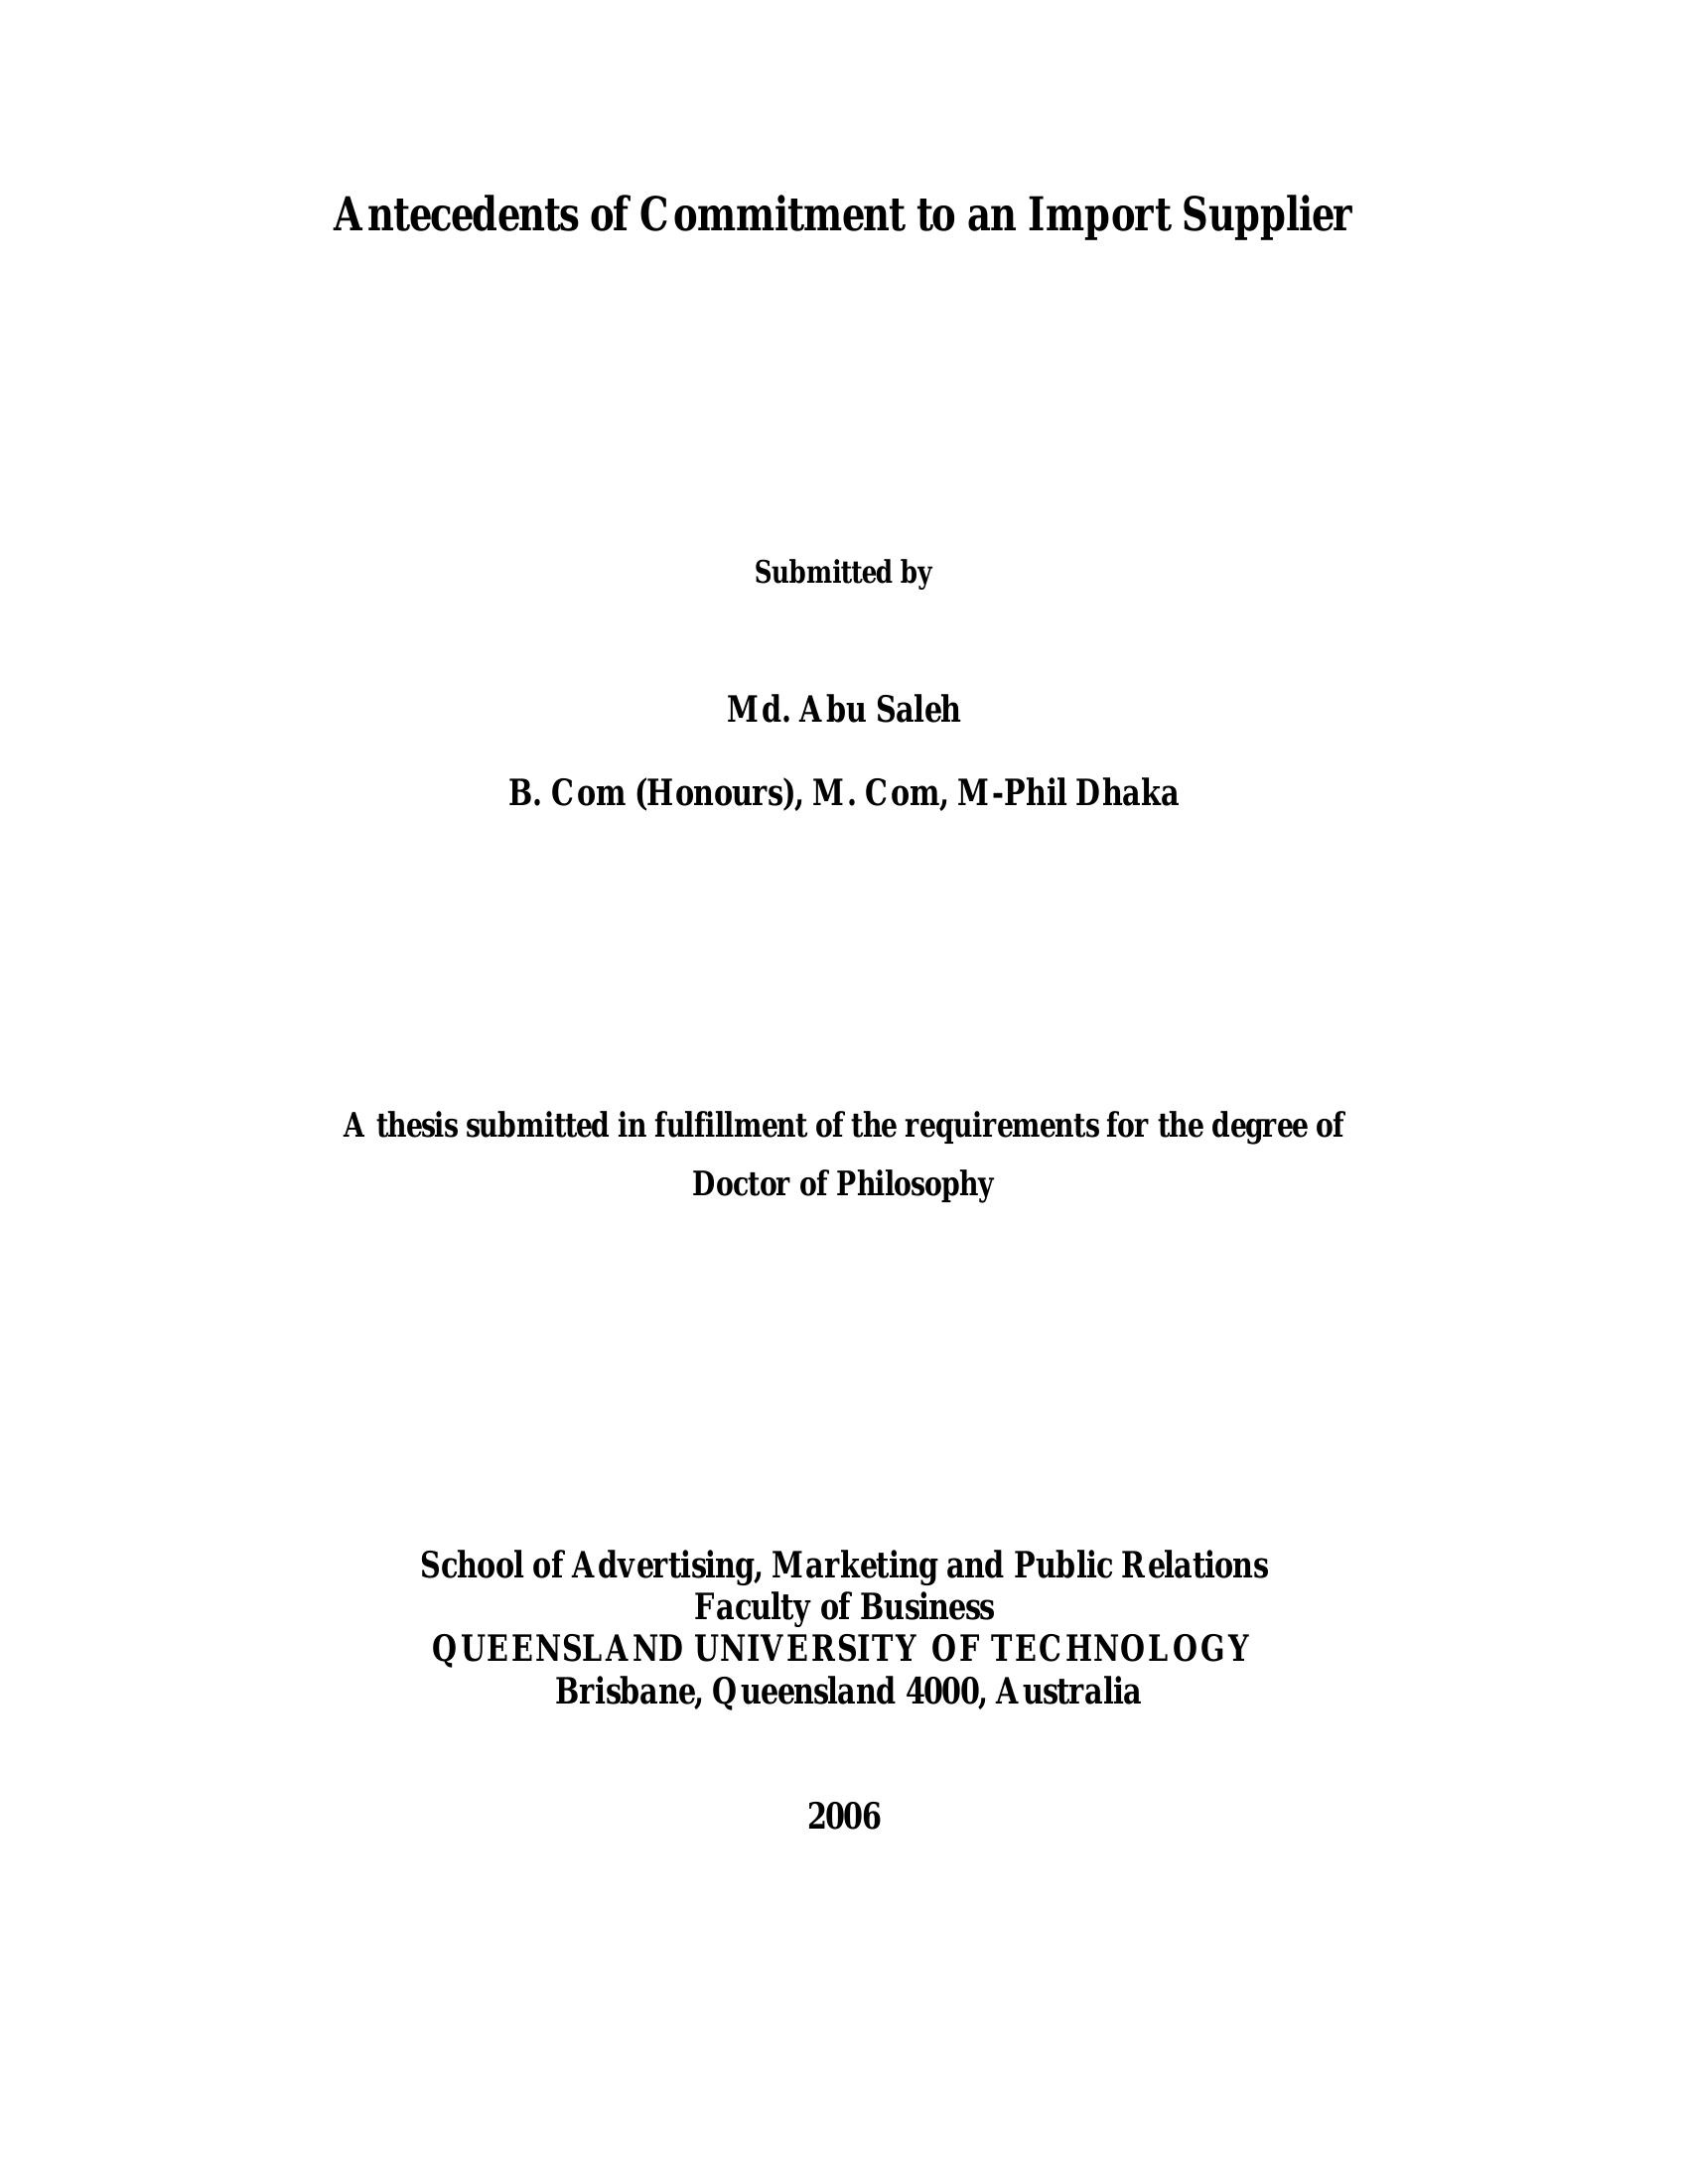 Antecedents of Commitment to an Import Supplier
Submitted by
Md. Abu Saleh
B. Com (Honours), M. Com, M-Phil Dhaka
A thesis submitted in fulfillment of the requirements for the degree of
Doctor of Philosophy
School of Advertising, Marketing and Public Relations
Faculty of Business
QUEENSLAND UNIVERSITY OF TECHNOLOGY
Brisbane, Queensland 4000, Australia
2006